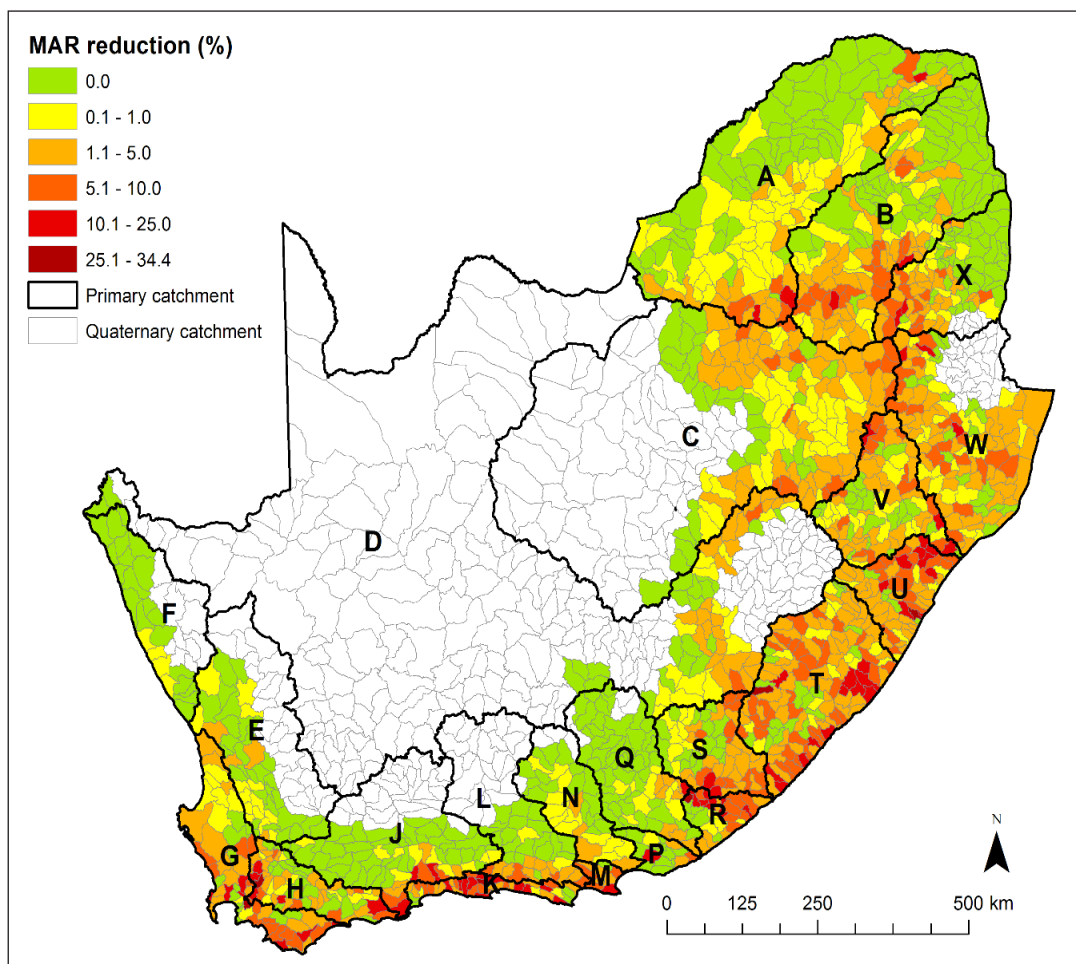 MAR reduction (%)
0.0
0.1 - 1.0
1.1 - 5.0
5.1 - 10.0
10.1 - 25.0
25.1 - 34.4
Primary catchment
Quaternary catchment
A
B
X
C
W
D
V
U
F
T
E
S
Q
N
L
R
J
P
G
H
K
M
N
0 125 250 500 km